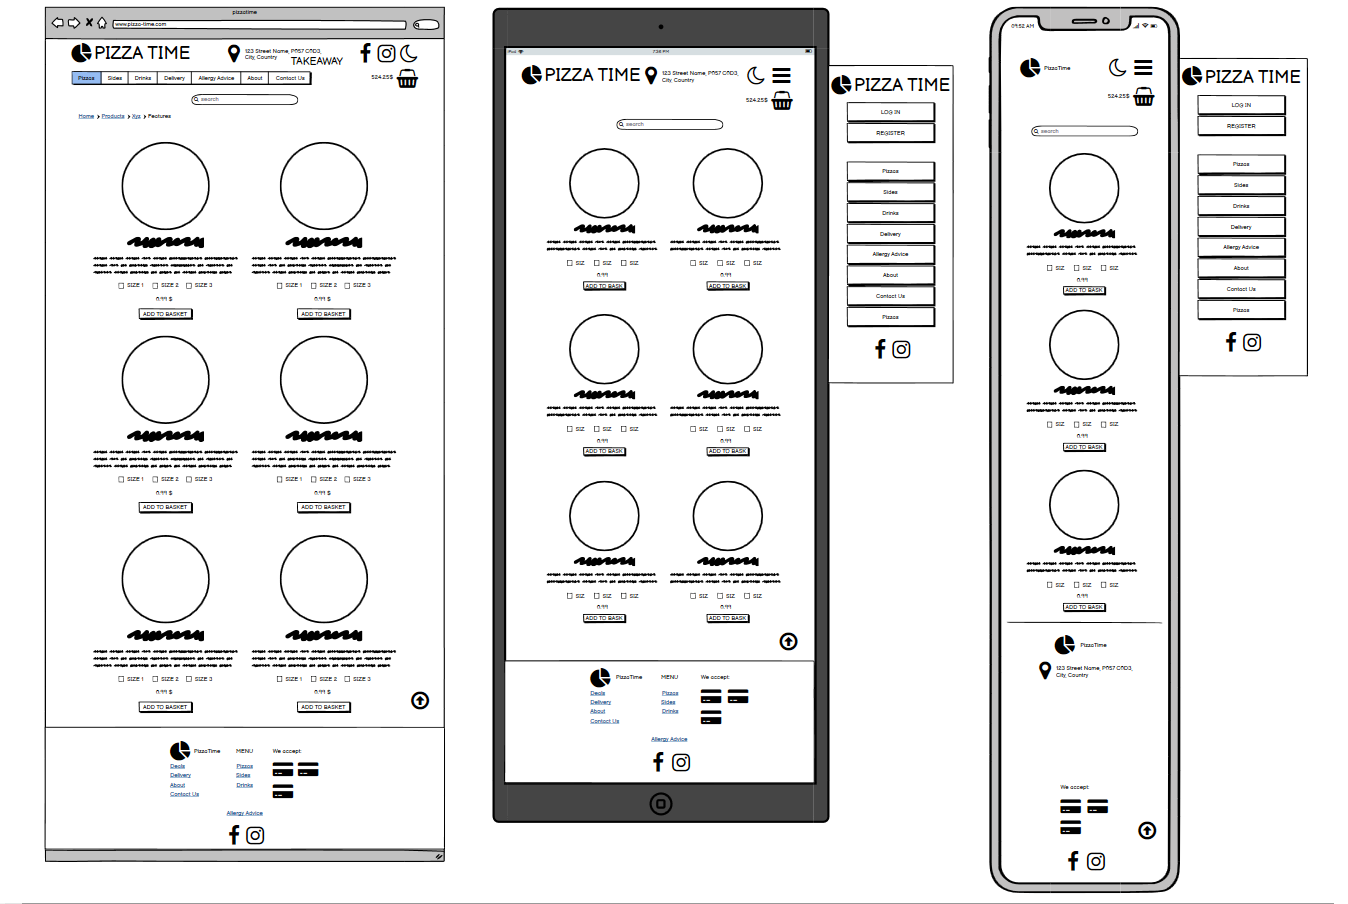 pizzatime
www.pizza-time.com
PIZZA TIME
123 Street Name, P057 C0D3,
City, Country
TAKEAWAY
Pizzas Sides Drinks Delivery Allergy Advice About Contact Us
524.25$
search
Home > Products > Xyz > Features
SIZE 1 SIZE 2 SIZE 3
SIZE 1 SIZE 2 SIZE 3
0.99 $
0.99 $
ADD TO BASKET
ADD TO BASKET
SIZE 1 SIZE 2 SIZE 3
SIZE 1 SIZE 2 SIZE 3
0.99 $
0.99 $
ADD TO BASKET
ADD TO BASKET
SIZE 1 SIZE 2 SIZE 3
SIZE 1 SIZE 2 SIZE 3
0.99 $
0.99 $
ADD TO BASKET
ADD TO BASKET
PizzaTime MENU We accept:
Deals Pizzas
Delivery Sides
About Drinks
Contact Us
Allergy Advice
iPad 7:26 PM
PIZZA TIME
123 Street Name, P057 C0D3,
City, Country
524.25$
search
SIZ SIZ SIZ
SIZ SIZ SIZ
0.99
0.99
ADD TO BASK
ADD TO BASK
SIZ SIZ SIZ
SIZ SIZ SIZ
0.99
0.99
ADD TO BASK
ADD TO BASK
SIZ SIZ SIZ
SIZ SIZ SIZ
0.99
0.99
ADD TO BASK
ADD TO BASK
PizzaTime MENU We accept:
Deals Pizzas
Delivery Sides
About Drinks
Contact Us
Allergy Advice
PIZZA TIME
LOG IN
REGISTER
Pizzas
Sides
Drinks
Delivery
Allergy Advice
About
Contact Us
Pizzas
09:52 AM
PizzaTime
524.25$
search
SIZ SIZ SIZ
0.99
ADD TO BASK
SIZ SIZ SIZ
0.99
ADD TO BASK
SIZ SIZ SIZ
0.99
ADD TO BASK
PizzaTime
123 Street Name, P057 C0D3,
City, Country
We accept:
PIZZA TIME
LOG IN
REGISTER
Pizzas
Sides
Drinks
Delivery
Allergy Advice
About
Contact Us
Pizzas